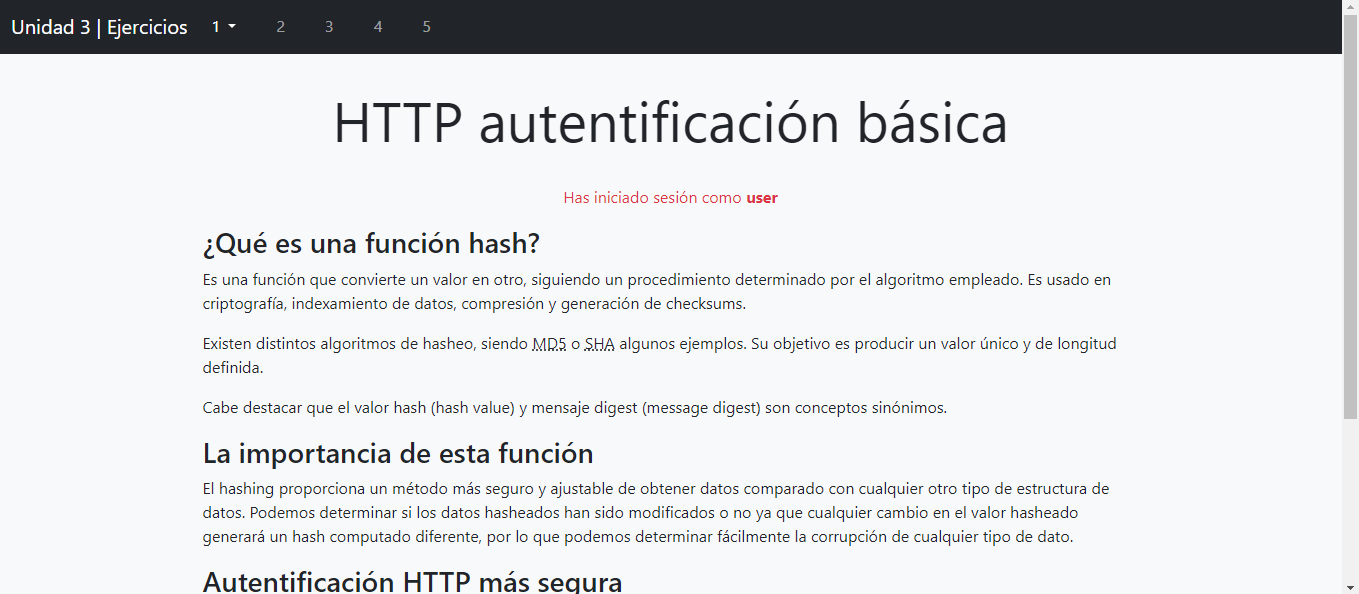 Unidad 3 | Ejercicios 1 2 3 4 5
HTTP autentificación básica
Has iniciado sesión como user
¿Qué es una función hash?
Es una función que convierte un valor en otro, siguiendo un procedimiento determinado por el algoritmo empleado. Es usado en
criptografía, indexamiento de datos, compresión y generación de checksums.
Existen distintos algoritmos de hasheo, siendo MD5 o SHA algunos ejemplos. Su objetivo es producir un valor único y de longitud
definida.
Cabe destacar que el valor hash (hash value) y mensaje digest (message digest) son conceptos sinónimos.
La importancia de esta función
El hashing proporciona un método más seguro y ajustable de obtener datos comparado con cualquier otro tipo de estructura de
datos. Podemos determinar si los datos hasheados han sido modificados o no ya que cualquier cambio en el valor hasheado
generará un hash computado diferente, por lo que podemos determinar fácilmente la corrupción de cualquier tipo de dato.
Autentificación HTTP más segura